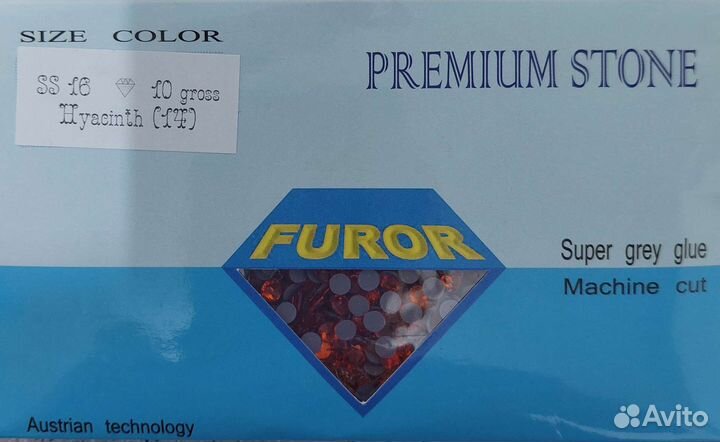 SIZE COLOR
SS 16 10 gross
Hyacinth (14)
PREMIUM STONE
FUROR
Super grey glue
Machine cut
Austrian technology
Avito